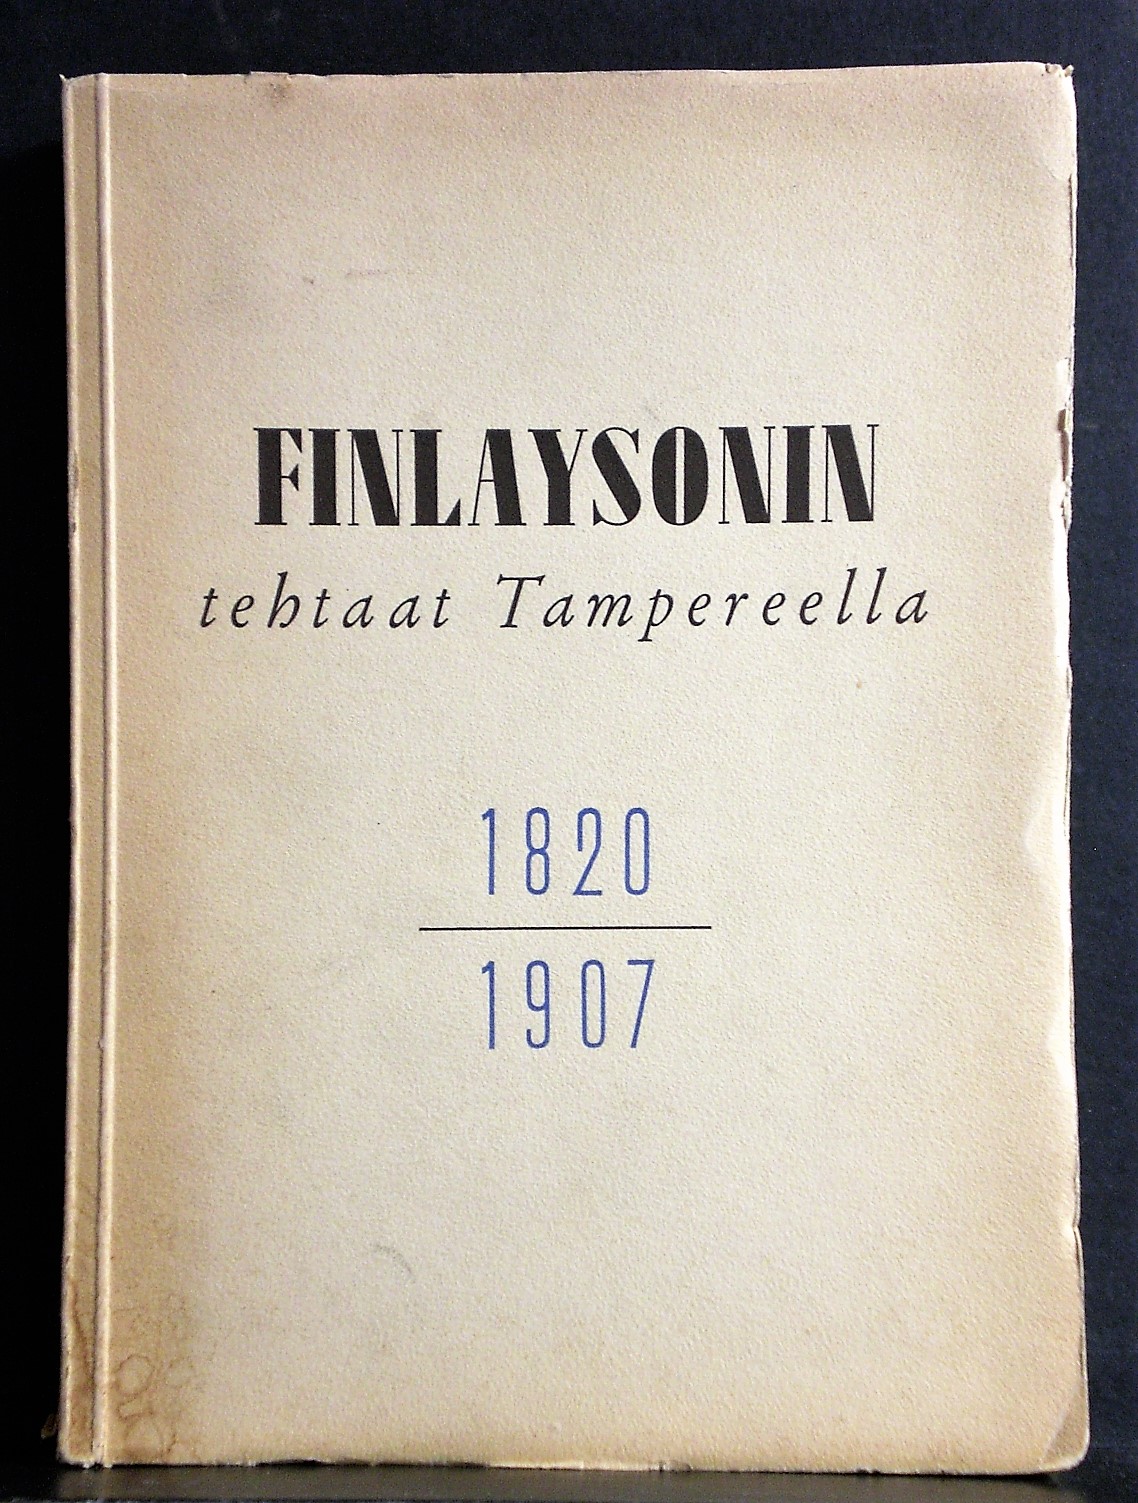 FINLAYSONIN
tehtaat Tampereella
1820
1907